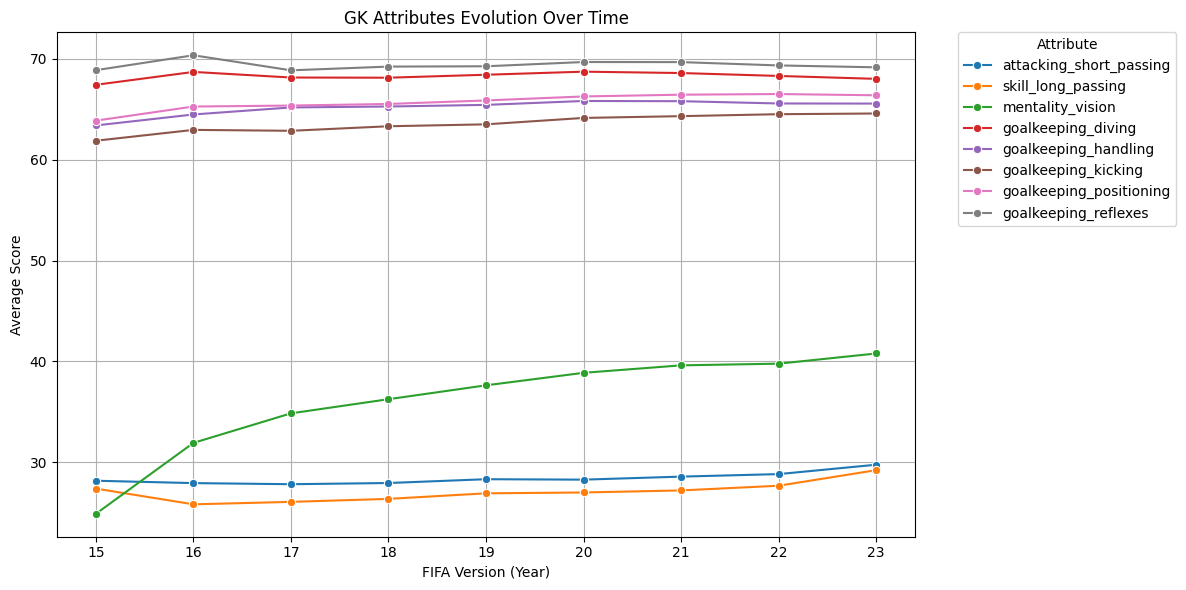 GK Attributes Evolution Over Time
Average Score
70
60
50
40
30
15 16 17 18 19 20 21 22 23
FIFA Version (Year)
Attribute
attacking_short_passing
skill_long_passing
mentality_vision
goalkeeping_diving
goalkeeping_handling
goalkeeping_kicking
goalkeeping_positioning
goalkeeping_reflexes